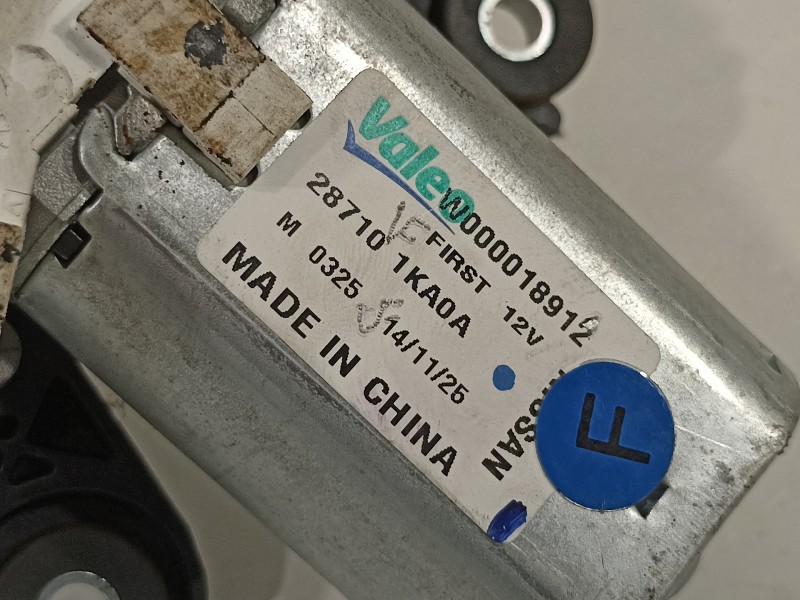 Valeo
W000018912
FIRST 12V
28710 1KA0A
M 0325 14/11/25
NISSAN
MADE IN CHINA
F